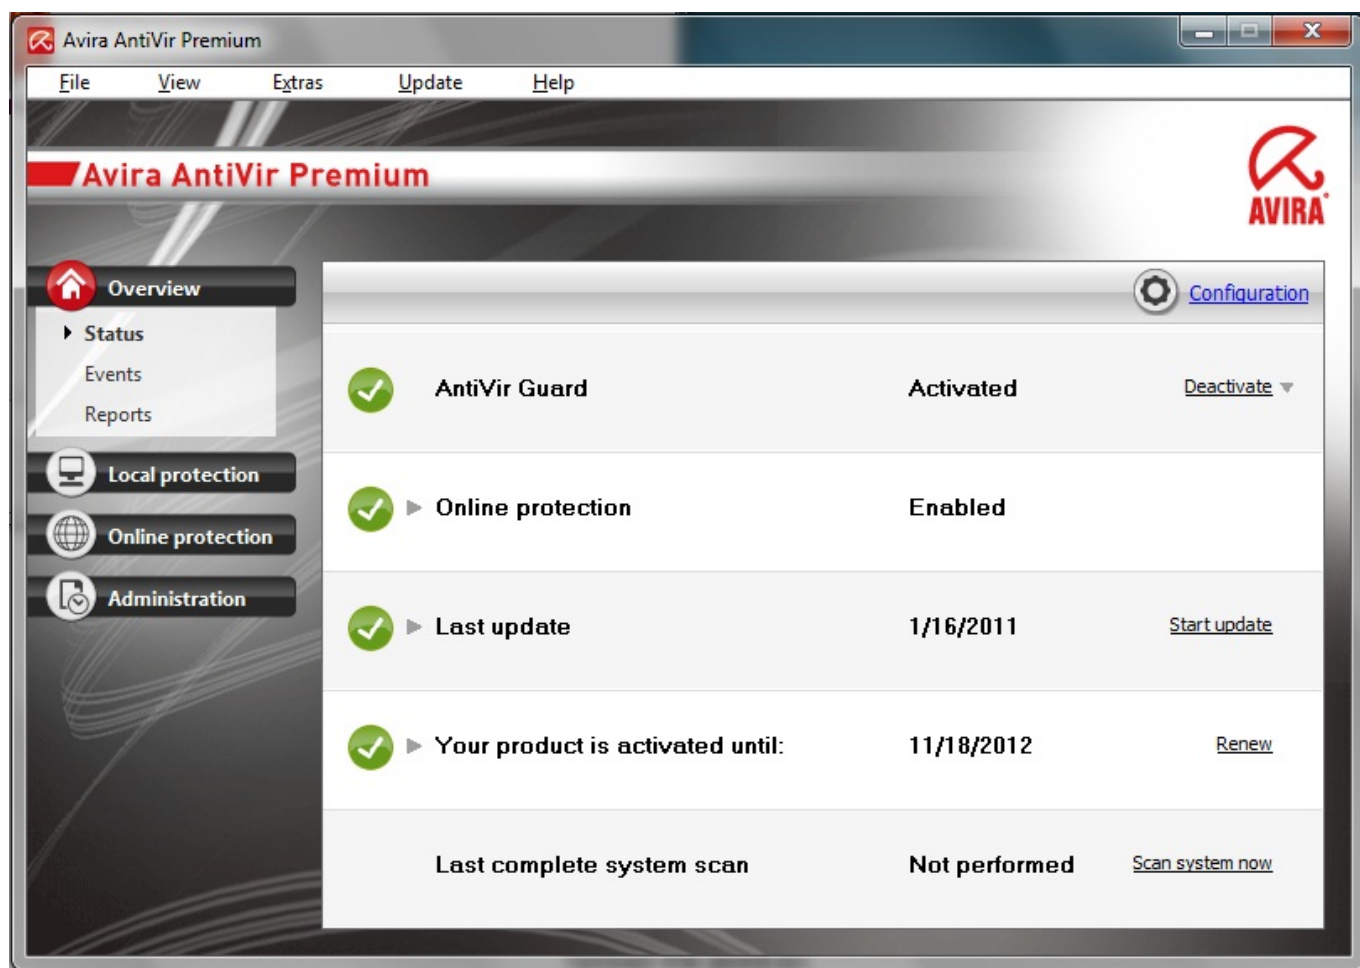 Avira AntiVir Premium
File View Extras Update Help
Avira AntiVir Premium
AVIRA
Overview
Status
Events
Reports
Local protection
Online protection
Administration
Configuration
AntiVir Guard Activated Deactivate
Online protection Enabled
Last update 1/16/2011 Start update
Your product is activated until: 11/18/2012 Renew
Last complete system scan Not performed Scan system now